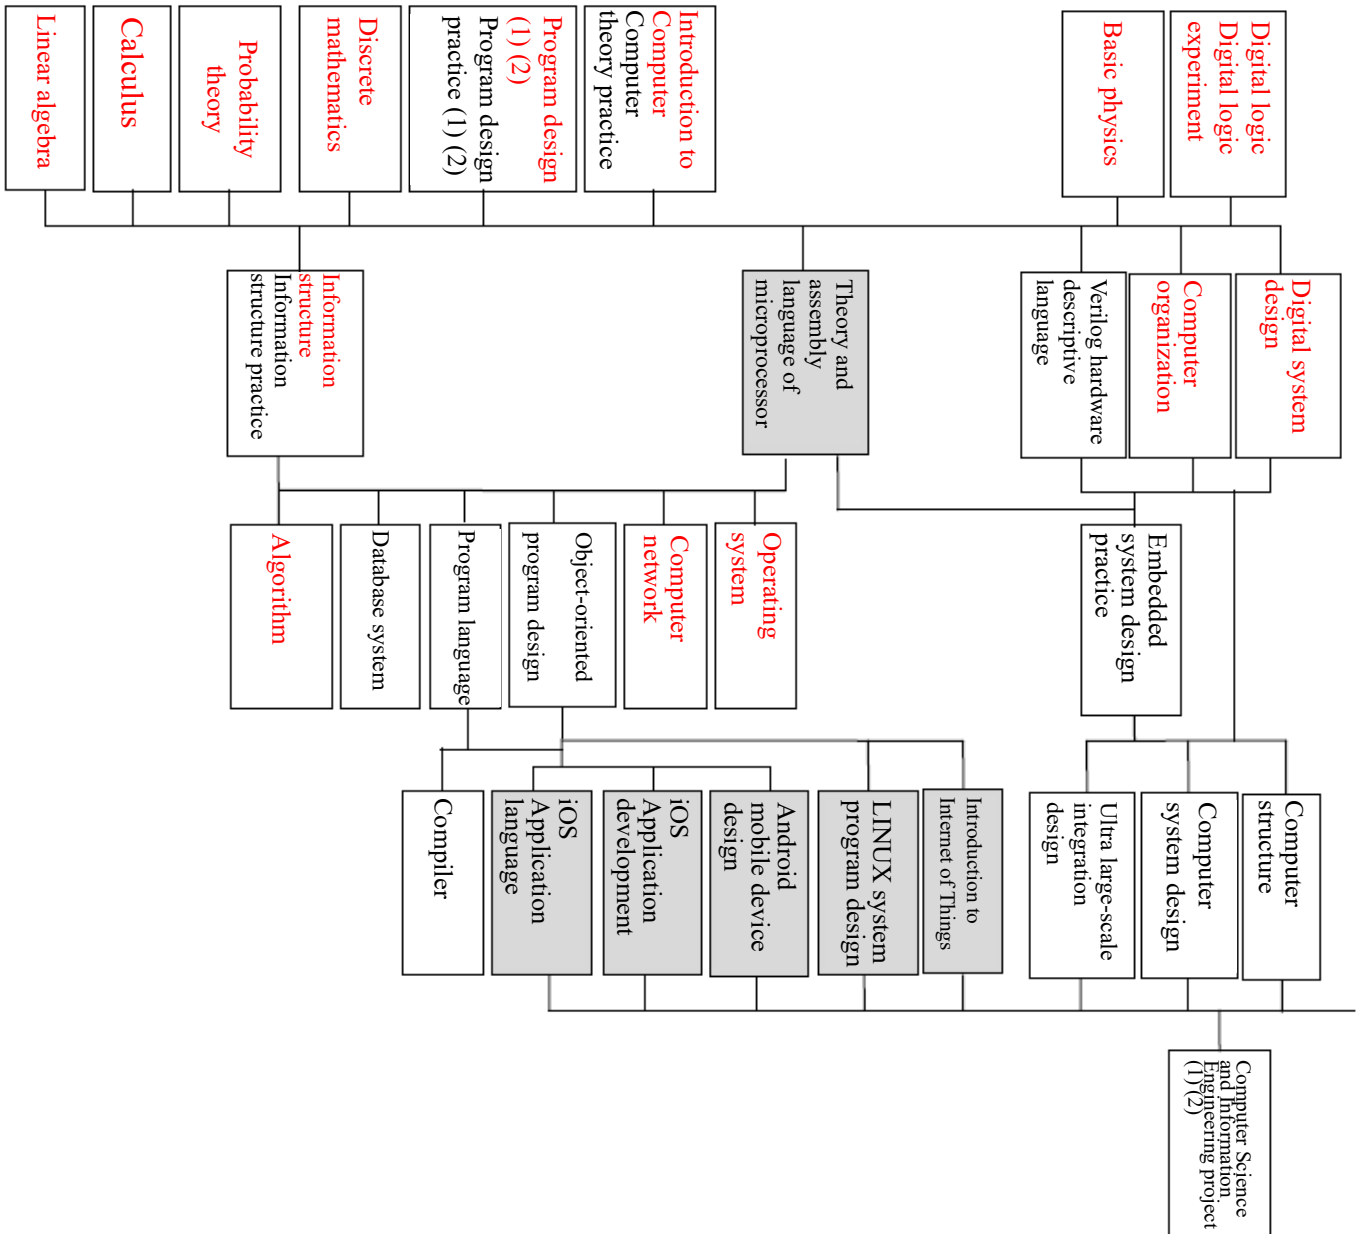 Linear algebra
Calculus
Probability
theory
Discrete
mathematics
Program design
(1) (2)
Program design
practice (1) (2)
Introduction to
Computer
Computer
theory practice
Basic physics
Digital logic
Digital logic
experiment
Information
structure
Information
structure practice
Theory and
assembly
language of
microprocessor
Verilog hardware
descriptive
language
Computer
organization
Digital system
design
Algorithm
Database system
Program language
Object-oriented
program design
Computer
network
Operating
system
Embedded
system design
practice
Compiler
iOS
Application
language
iOS
Application
development
Android
mobile device
design
LINUX system
program design
Introduction to
Internet of Things
Ultra large-scale
integration
design
Computer
system design
Computer
structure
Computer Science
and Information
Engineering project
(1) (2)